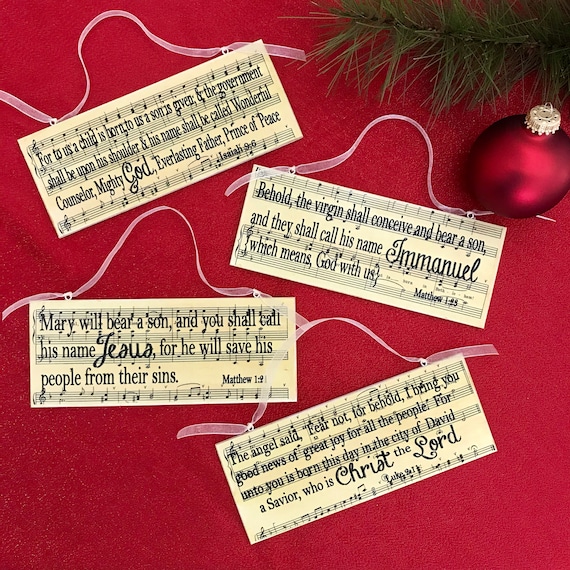 For to us a child is born to us a son is given; & the government
shall be upon his shoulder & his name shall be called Wonderful
Counselor, Mighty God, Everlasting Father, Prince of Peace
Isaiah 9:6
Behold, the virgin shall conceive and bear a son,
and they shall call his name Immanuel
which means, God with us!
Matthew 1:23
Mary will bear a son, and you shall call
his name Jesus, for he will save his
people from their sins.
Matthew 1:21
The angel said, "Fear not, for behold, I bring you
good news of great joy for all the people. For
unto you is born this day in the city of David
a Savior, who is Christ the Lord
Luke